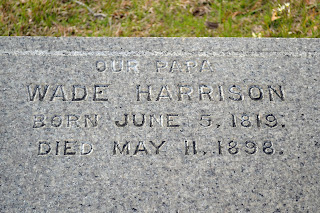 OUR PAPA
WADE HARRISON
BORN JUNE 5, 1819.
DIED MAY 11, 1898.